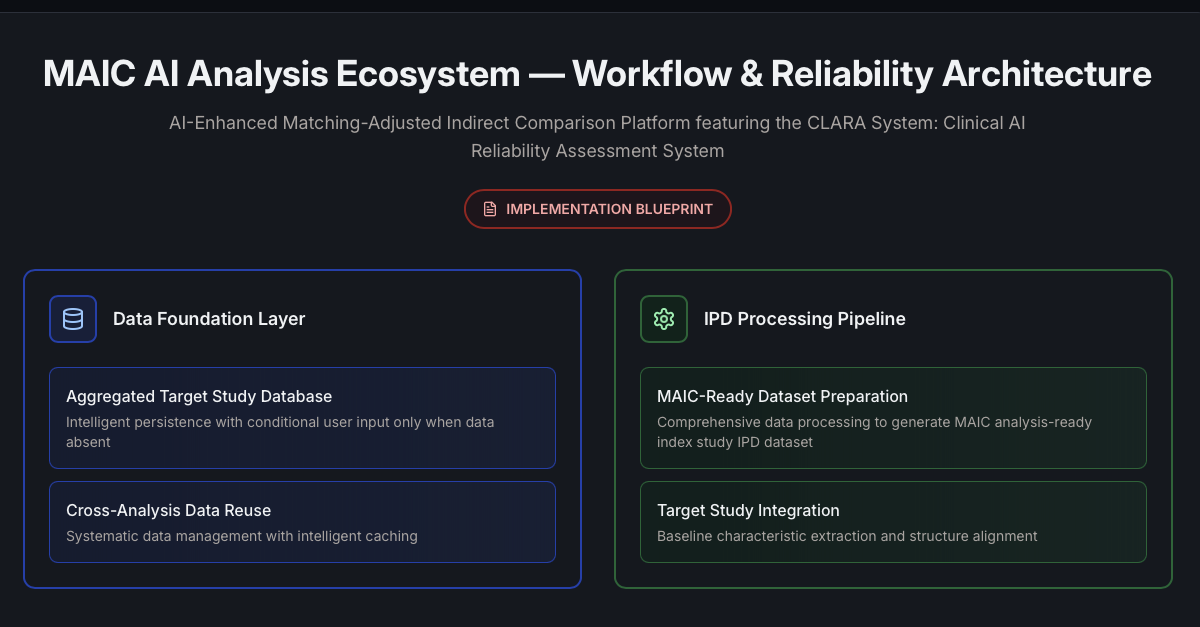 MAIC AI Analysis Ecosystem — Workflow & Reliability Architecture
AI-Enhanced Matching-Adjusted Indirect Comparison Platform featuring the CLARA System: Clinical AI
Reliability Assessment System
IMPLEMENTATION BLUEPRINT
Data Foundation Layer
Aggregated Target Study Database
Intelligent persistence with conditional user input only when data
absent
Cross-Analysis Data Reuse
Systematic data management with intelligent caching
IPD Processing Pipeline
MAIC-Ready Dataset Preparation
Comprehensive data processing to generate MAIC analysis-ready
index study IPD dataset
Target Study Integration
Baseline characteristic extraction and structure alignment